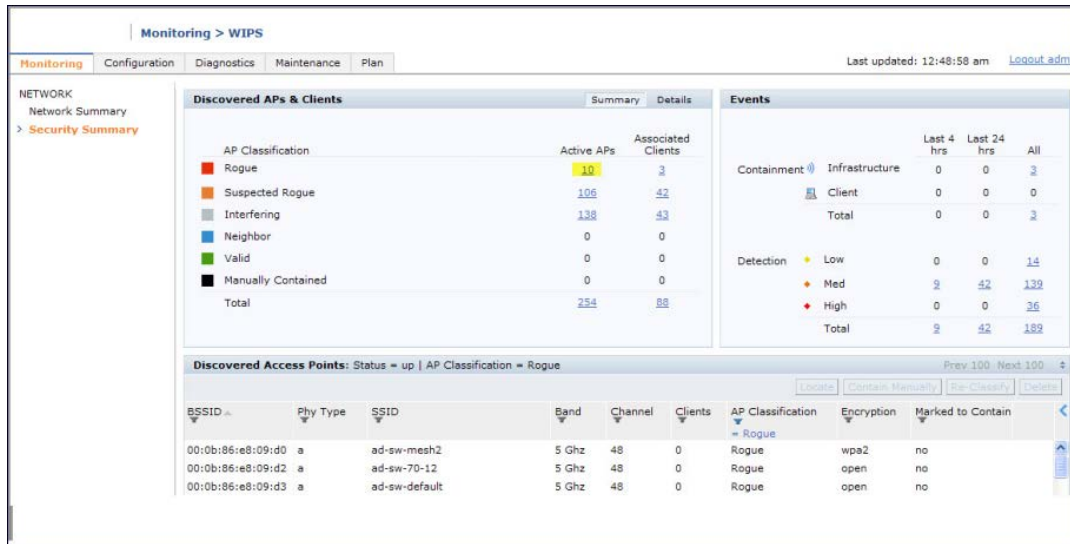 Monitoring > WIPS
Monitoring Configuration Diagnostics Maintenance Plan Last updated: 12:48:58 am Logout adm
NETWORK
Network Summary
> Security Summary
Discovered APs & Clients Summary Details
AP Classification Active APs Associated Clients
Rogue 10 3
Suspected Rogue 106 42
Interfering 138 43
Neighbor 0 0
Valid 0 0
Manually Contained 0 0
Total 254 88
Events
Last 4 hrs Last 24 hrs All
Containment Infrastructure 0 0 3
Client 0 0 0
Total 0 0 3
Detection Low 0 0 14
Med 9 42 139
High 0 0 36
Total 9 42 189
Discovered Access Points: Status = up | AP Classification = Rogue Prev 100 Next 100
Locate Contain Manually Re-Classify Delete
BSSID Phy Type SSID Band Channel Clients AP Classification Encryption Marked to Contain
= Rogue
00:0b:86:e8:09:d0 a ad-sw-mesh2 5 Ghz 48 0 Rogue wpa2 no
00:0b:86:e8:09:d2 a ad-sw-70-12 5 Ghz 48 0 Rogue open no
00:0b:86:e8:09:d3 a ad-sw-default 5 Ghz 48 0 Rogue open no